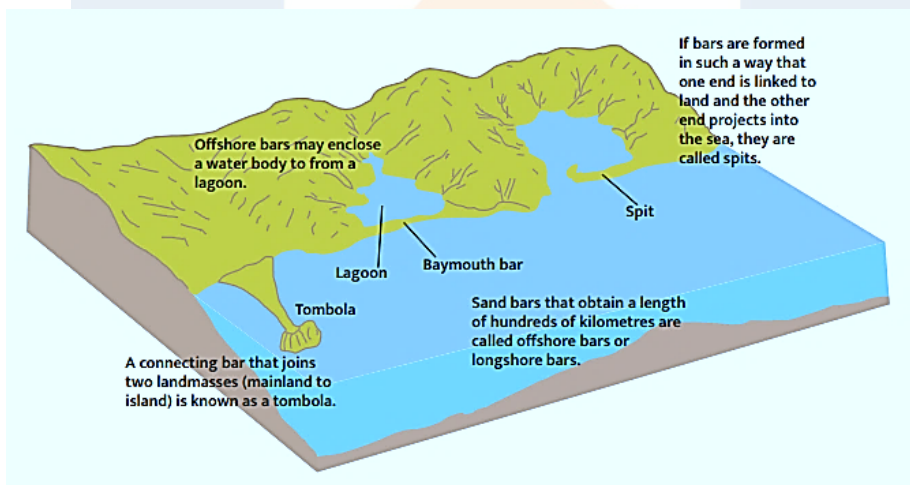 If bars are formed
in such a way that
one end is linked to
land and the other
end projects into
the sea, they are
called spits.
Offshore bars may enclose
a water body to from a
lagoon.
Spit
Lagoon
Baymouth bar
Tombola
Sand bars that obtain a length
of hundreds of kilometres are
called offshore bars or
longshore bars.
A connecting bar that joins
two landmasses (mainland to
island) is known as a tombola.